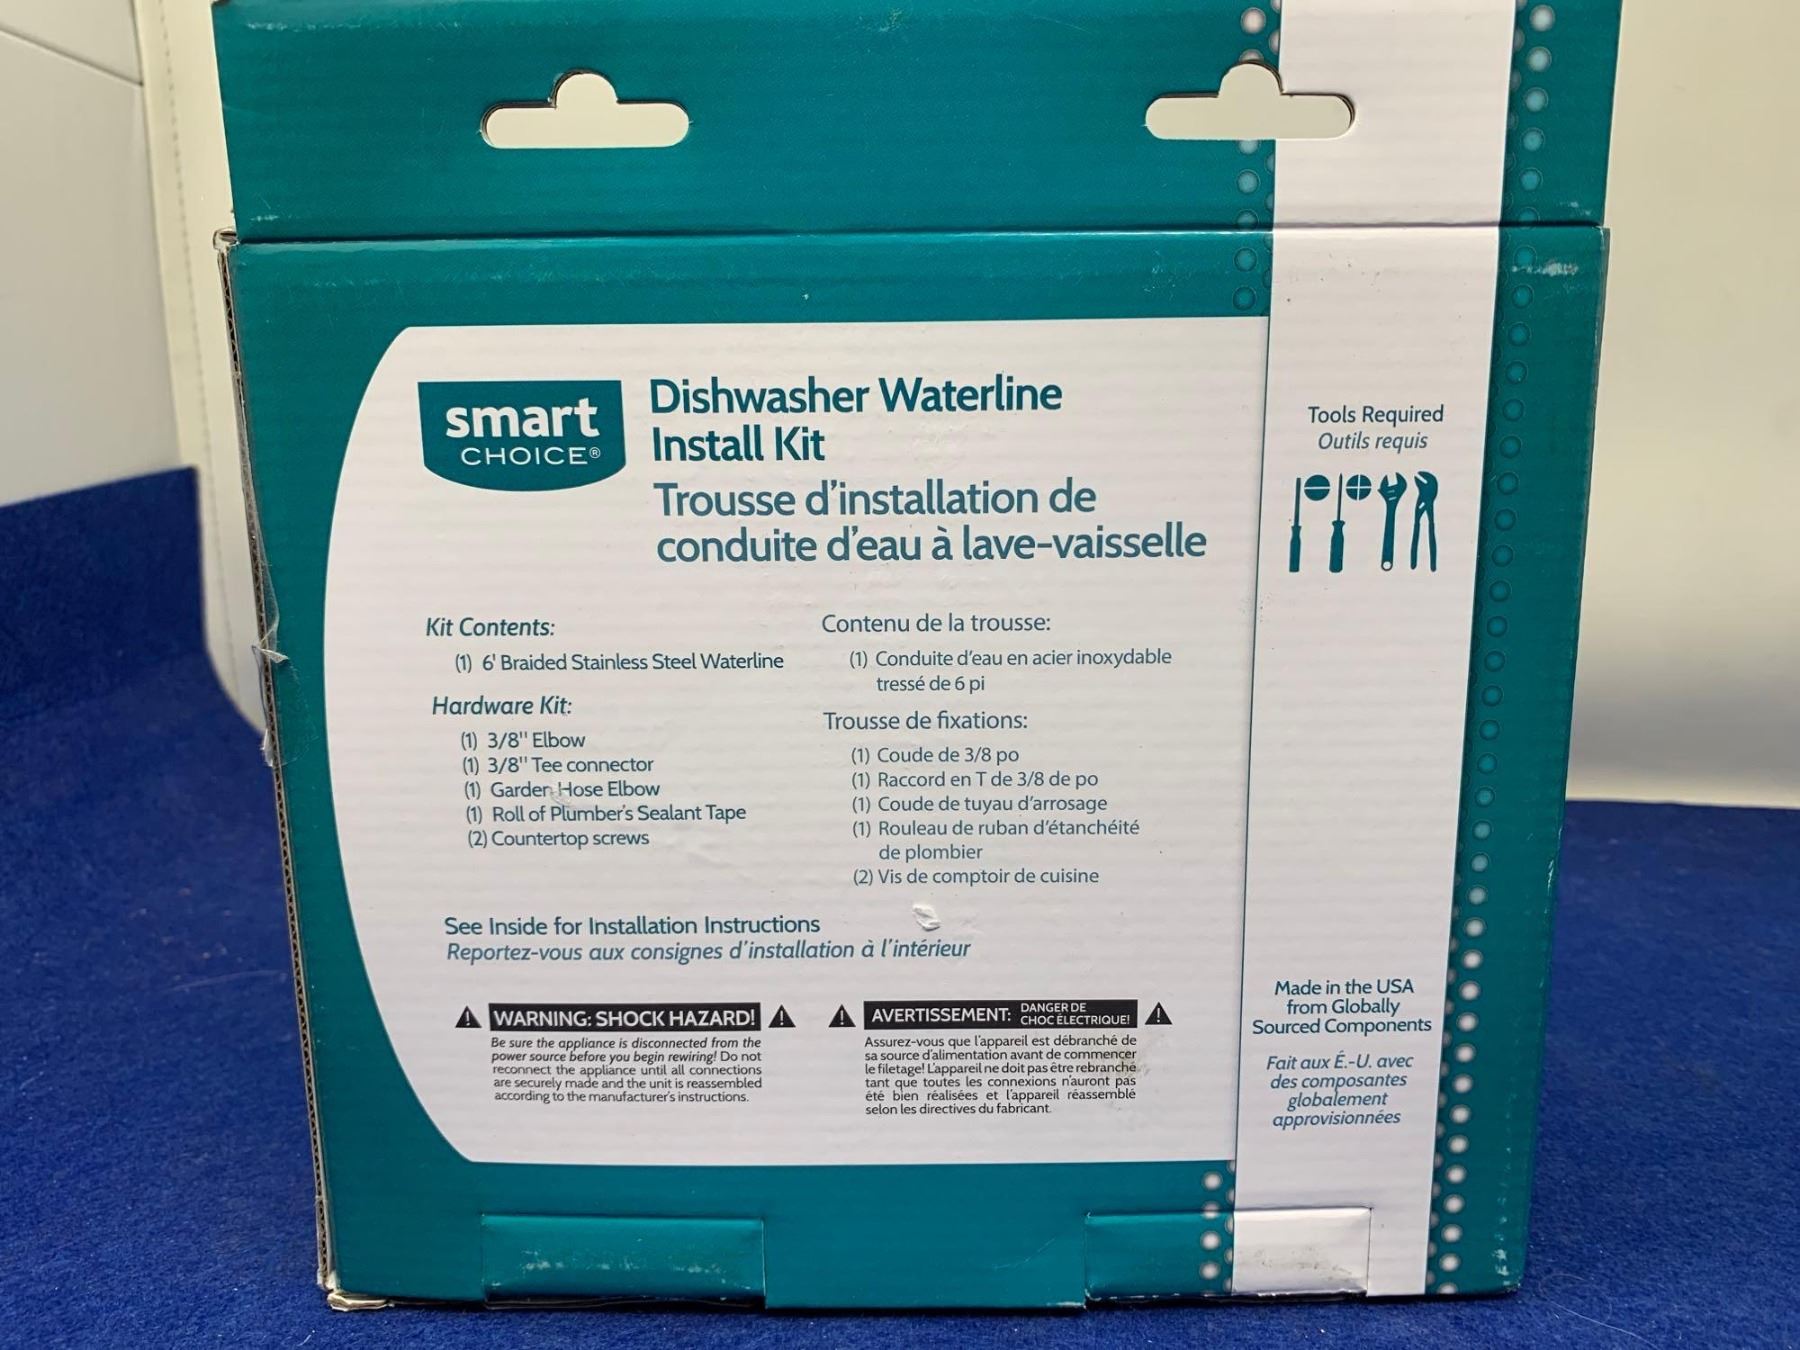 smart
CHOICE®
Dishwasher Waterline
Install Kit
Trousse d'installation de
conduite d'eau à lave-vaisselle
Kit Contents:
(1) 6' Braided Stainless Steel Waterline
Hardware Kit:
(1) 3/8" Elbow
(1) 3/8" Tee connector
(1) Garden Hose Elbow
(1) Roll of Plumber's Sealant Tape
(2) Countertop screws
Contenu de la trousse:
(1) Conduite d'eau en acier inoxydable
tressé de 6 pi
Trousse de fixations:
(1) Coude de 3/8 po
(1) Raccord en T de 3/8 de po
(1) Coude de tuyau d'arrosage
(1) Rouleau de ruban d'étanchéité
de plombier
(2) Vis de comptoir de cuisine
See Inside for Installation Instructions
Reportez-vous aux consignes d'installation à l'intérieur
WARNING: SHOCK HAZARD!
Be sure the appliance is disconnected from the
power source before you begin rewiring! Do not
reconnect the appliance until all connections
are securely made and the unit is reassembled
according to the manufacturer's instructions.
AVERTISSEMENT: DANGER DE
CHOC ÉLECTRIQUE!
Assurez-vous que l'appareil est débranché de
sa source d'alimentation avant de commencer
le filetage! L'appareil ne doit pas être rebranché
tant que toutes les connexions n'auront pas
été bien réalisées et l'appareil réassemblé
selon les directives du fabricant.
Tools Required
Outils requis
Made in the USA
from Globally
Sourced Components
Fait aux É.-U. avec
des composantes
globalement
approvisionnées